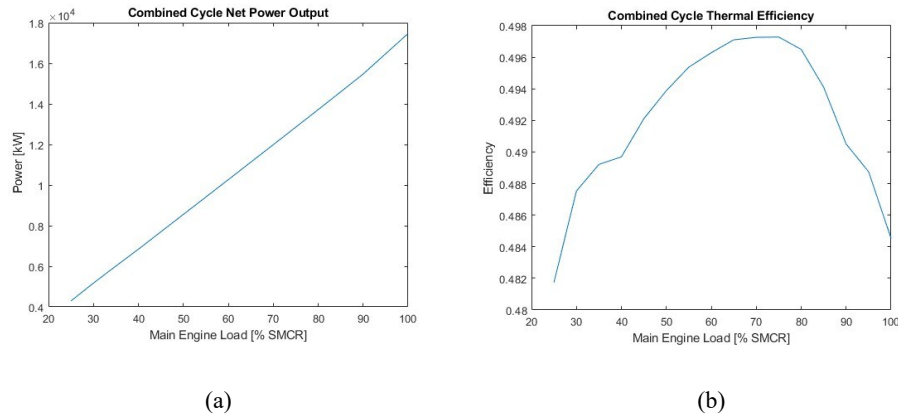 Combined Cycle Net Power Output
1.8 ×10⁴
1.6
1.4
1.2
1
0.8
0.6
0.4
Power [kW]
20 30 40 50 60 70 80 90 100
Main Engine Load [% SMCR]
(a)
Combined Cycle Thermal Efficiency
0.498
0.496
0.494
0.492
0.49
0.488
0.486
0.484
0.482
0.48
Efficiency
20 30 40 50 60 70 80 90 100
Main Engine Load [% SMCR]
(b)